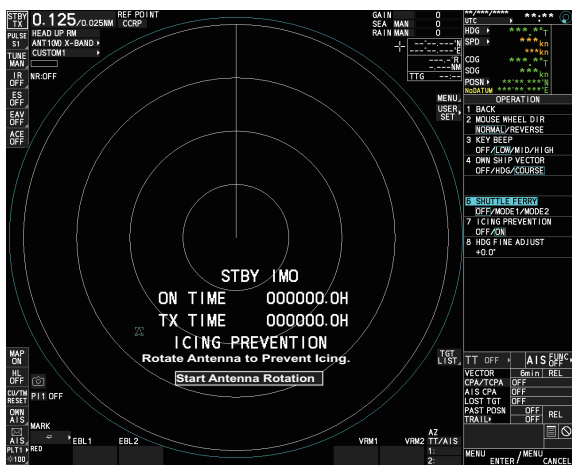 STBY TX
0.125/0.025NM
REF POINT
CCRP
PULSE S1
HEAD UP RM
ANT1(W) X-BAND
CUSTOM1
TUNE MAN
IR OFF
NR:OFF
ES OFF
EAV OFF
ACE OFF
GAIN 0
SEA MAN 0
RAIN MAN 0
--°--.---'N
---°--.---'E
---.-°R
--.---NM
TTG --:--
MENU
USER SET
**/***/**** **:**
UTC
HDG ***.*°T
SPD **.*kn
**kn
COG ***.*°T
SOG **.*kn
POSN **°**.***'N
NoDATUM ***°**.***'E
OPERATION
1 BACK
2 MOUSE WHEEL DIR
NORMAL/REVERSE
3 KEY BEEP
OFF/LOW/MID/HIGH
4 OWN SHIP VECTOR
OFF/HDG/COURSE
6 SHUTTLE FERRY
OFF/MODE1/MODE2
7 ICING PREVENTION
OFF/ON
8 HDG FINE ADJUST
+0.0°
STBY IMO
ON TIME 000000.0H
TX TIME 000000.0H
ICING PREVENTION
Rotate Antenna to Prevent Icing.
Start Antenna Rotation
MAP ON
HL OFF
CU/TM RESET
PI1 OFF
OWN AIS
AIS
MARK
PLT1 RED
100
EBL1
EBL2
VRM1
VRM2
AZ
TT/AIS
1:
2:
TGT LIST
TT OFF
AIS FUNC OFF
VECTOR 6min REL
CPA/TCPA OFF
AIS CPA OFF
LOST TGT OFF
PAST POSN OFF
TRAIL OFF
REL
MENU ENTER / MENU CANCEL